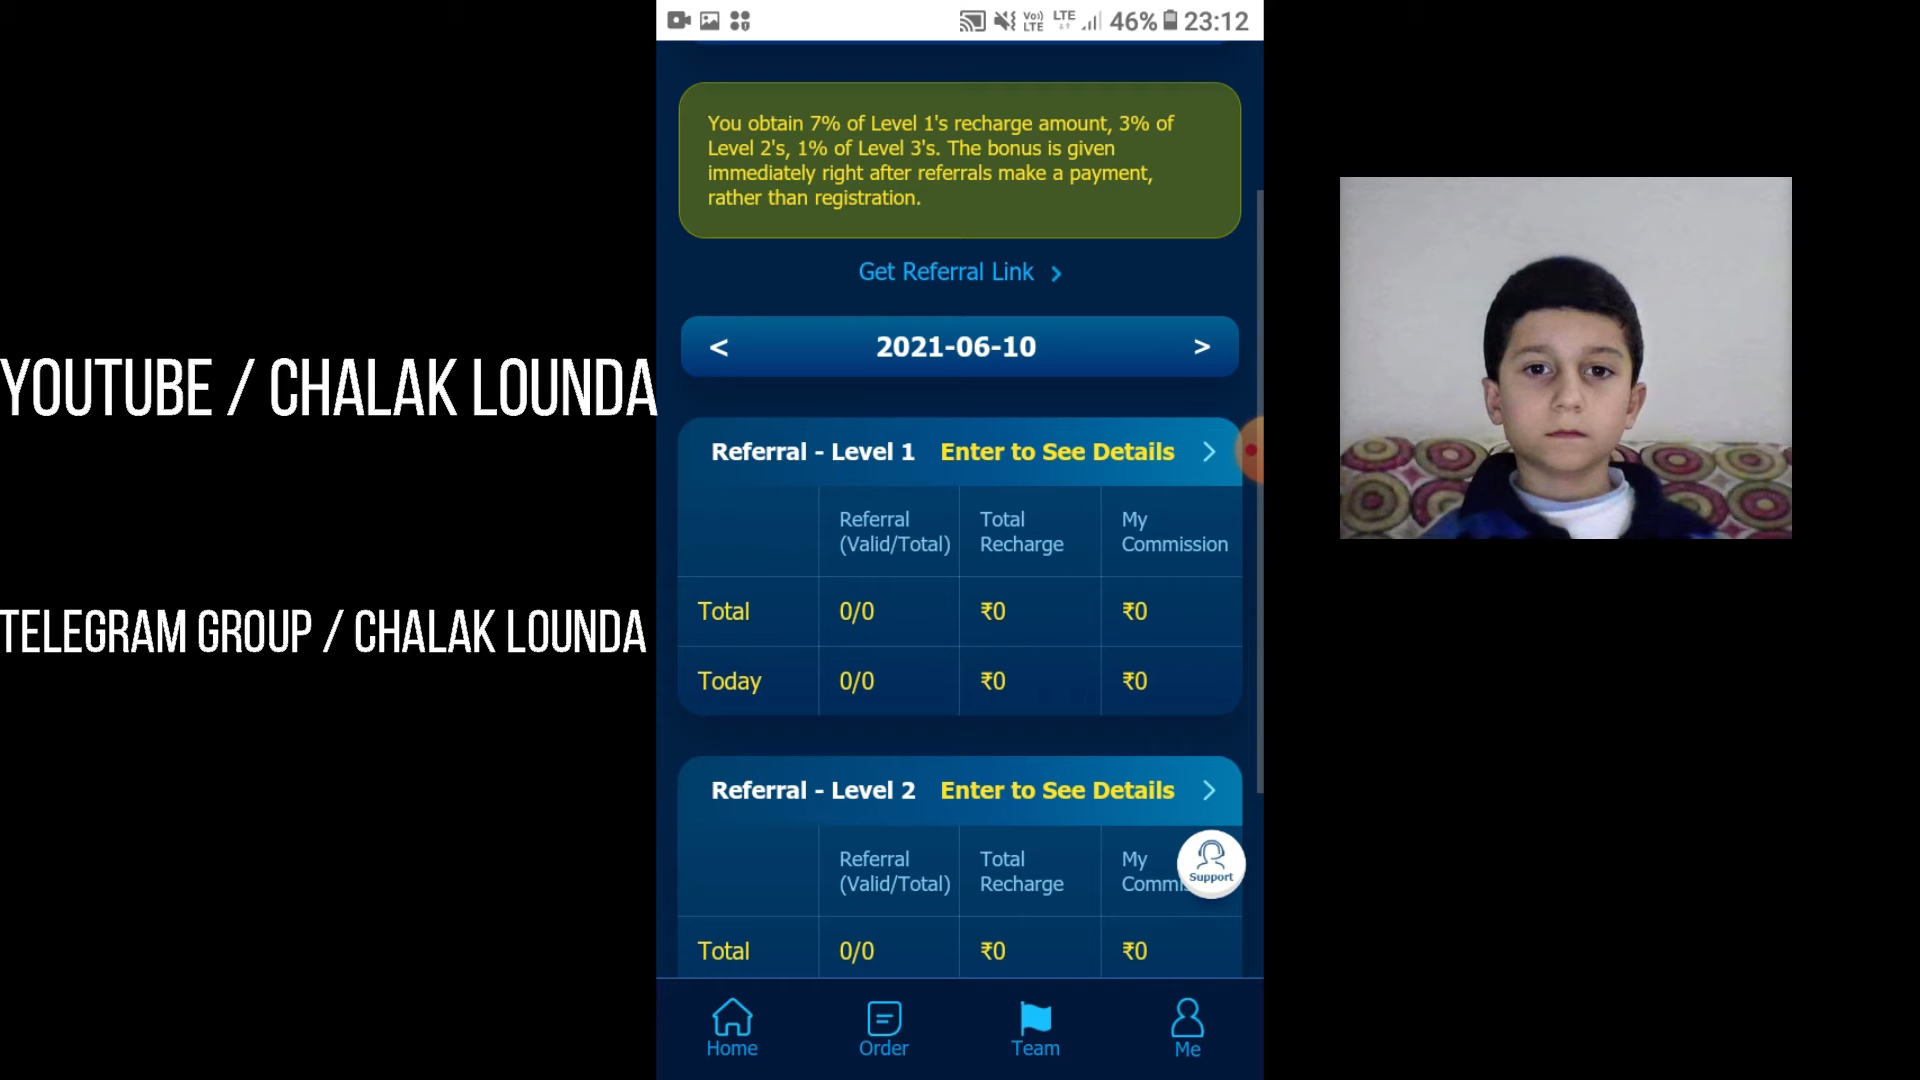 Vo))
LTE
LTE
46%
23:12
You obtain 7% of Level 1's recharge amount, 3% of
Level 2's, 1% of Level 3's. The bonus is given
immediately right after referrals make a payment,
rather than registration.
Get Referral Link >
< 2021-06-10 >
YOUTUBE / CHALAK LOUNDA
Referral - Level 1 Enter to See Details >
Referral
(Valid/Total)
Total
Recharge
My
Commission
Total 0/0 ₹0 ₹0
TELEGRAM GROUP / CHALAK LOUNDA
Today 0/0 ₹0 ₹0
Referral - Level 2 Enter to See Details >
Referral
(Valid/Total)
Total
Recharge
My
Support
Total 0/0 ₹0 ₹0
Home Order Team Me